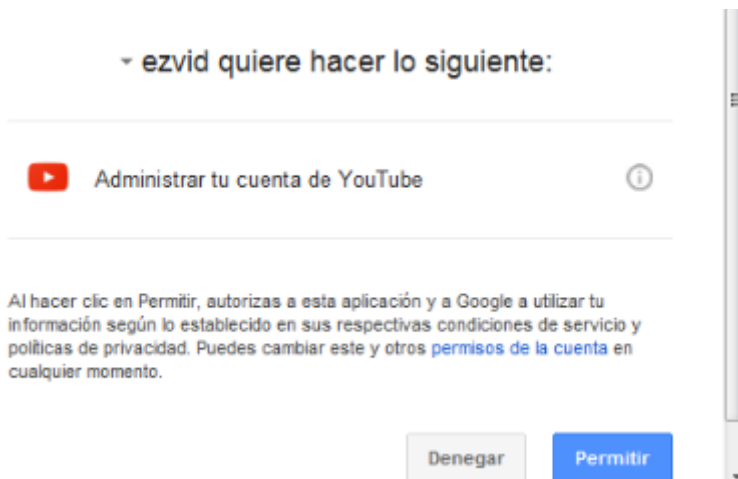 ezvid quiere hacer lo siguiente:
Administrar tu cuenta de YouTube
Al hacer clic en Permitir, autorizas a esta aplicación y a Google a utilizar tu
información según lo establecido en sus respectivas condiciones de servicio y
políticas de privacidad. Puedes cambiar este y otros permisos de la cuenta en
cualquier momento.
Denegar Permitir